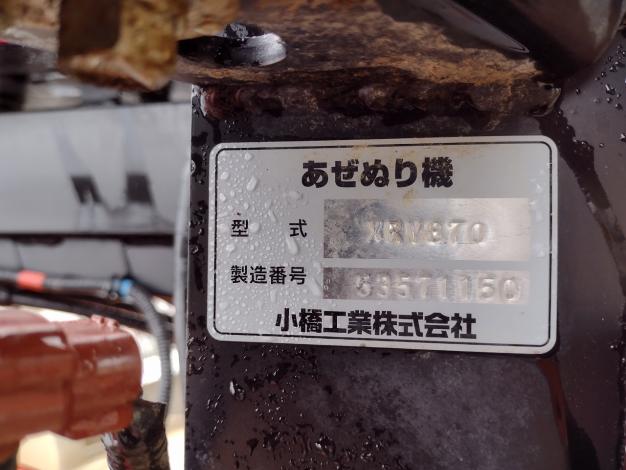 あぜぬり機
型式 XRV870
製造番号
小橋工業株式会社